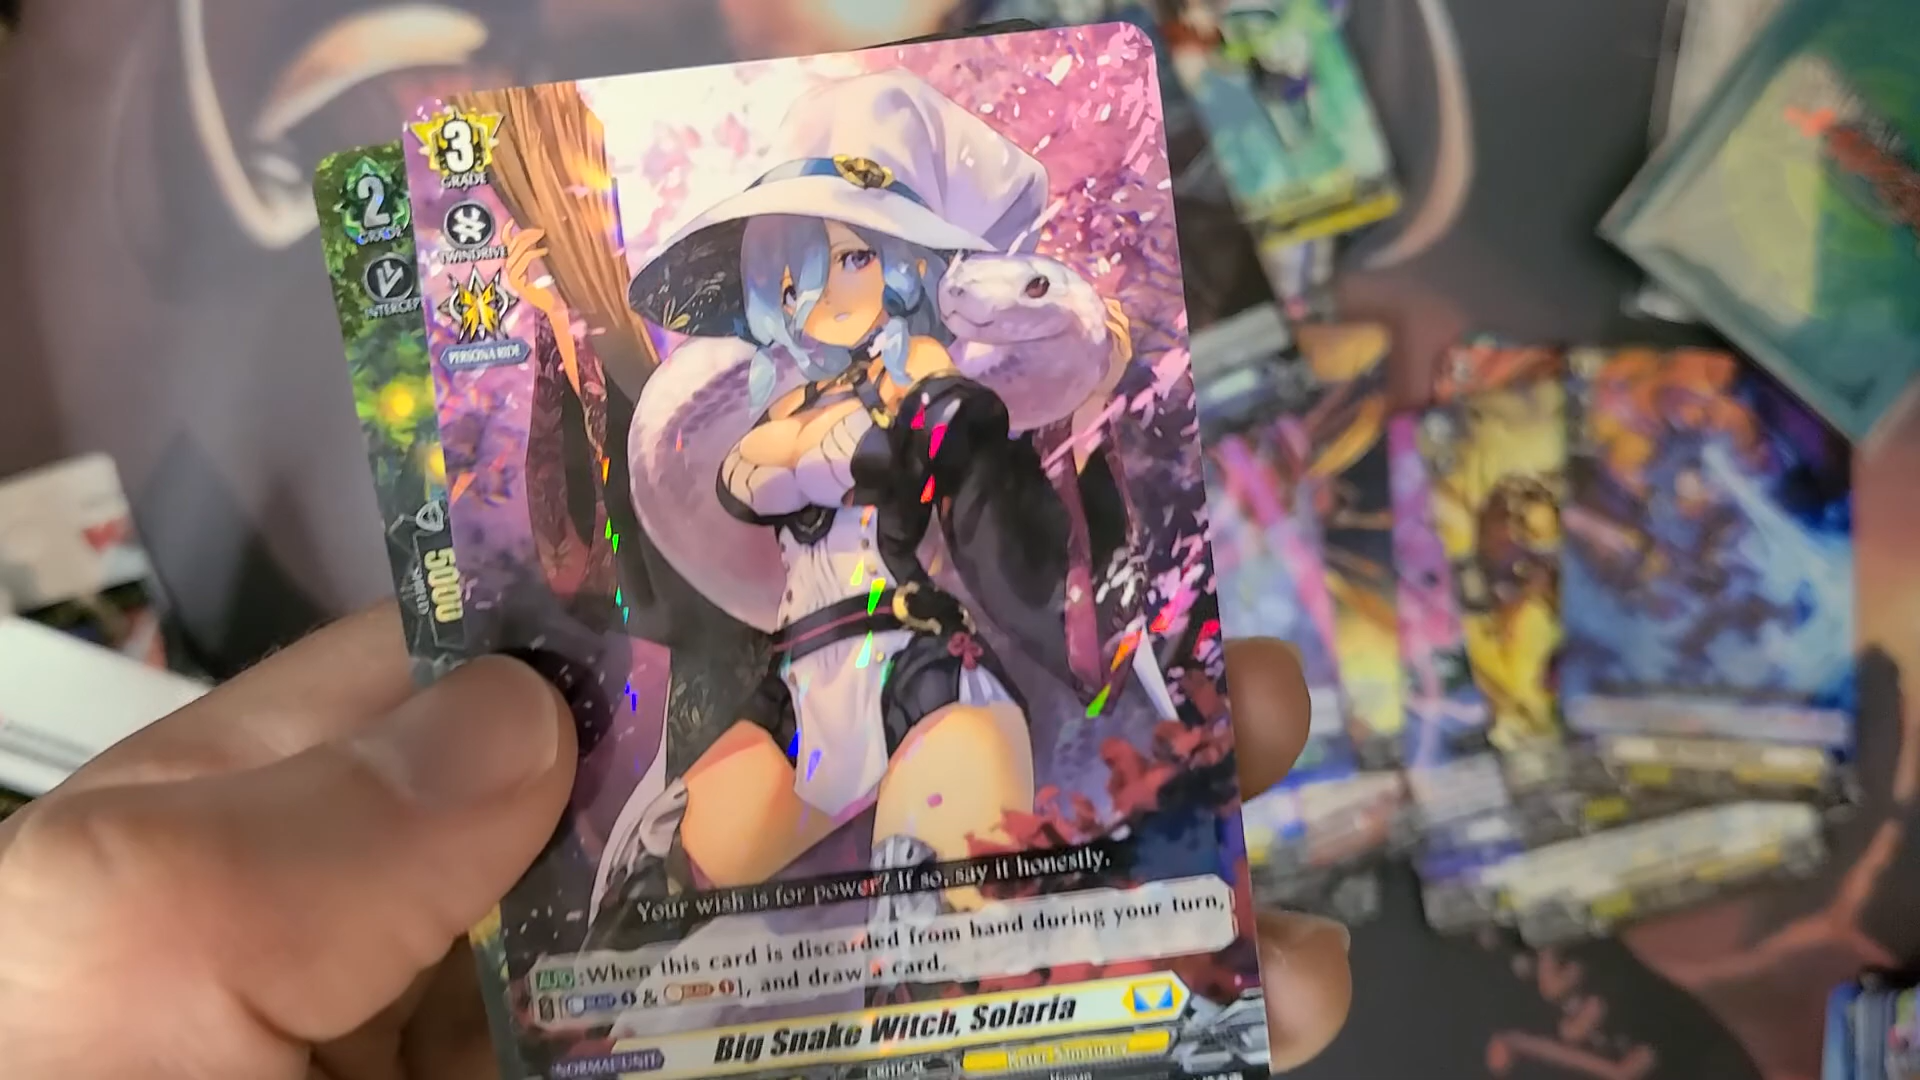 3
GRADE
2
GRADE
TWINDRIVE
INTERCEPT
PERSONA RIDE
5000
Your wish is for power? If so, say it honestly.
AUTO:When this card is discarded from hand during your turn,
[1 & 1], and draw a card.
Big Snake Witch, Solaria
NORMAL UNIT
CRITICAL
Keter Sanctuary
Human